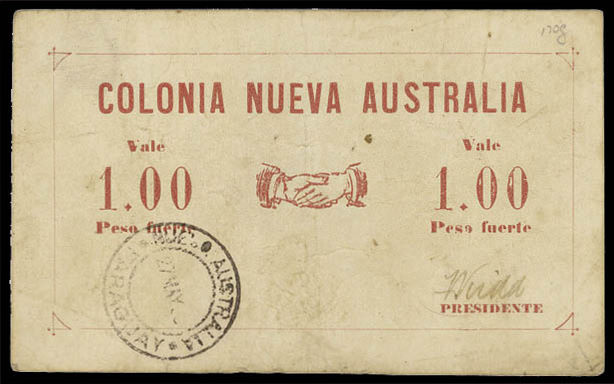 1708
COLONIA NUEVA AUSTRALIA
Vale
1.00
Peso fuerte
Vale
1.00
Peso fuerte
AUSTRALIA
PARAGUAY
PRESIDENTE